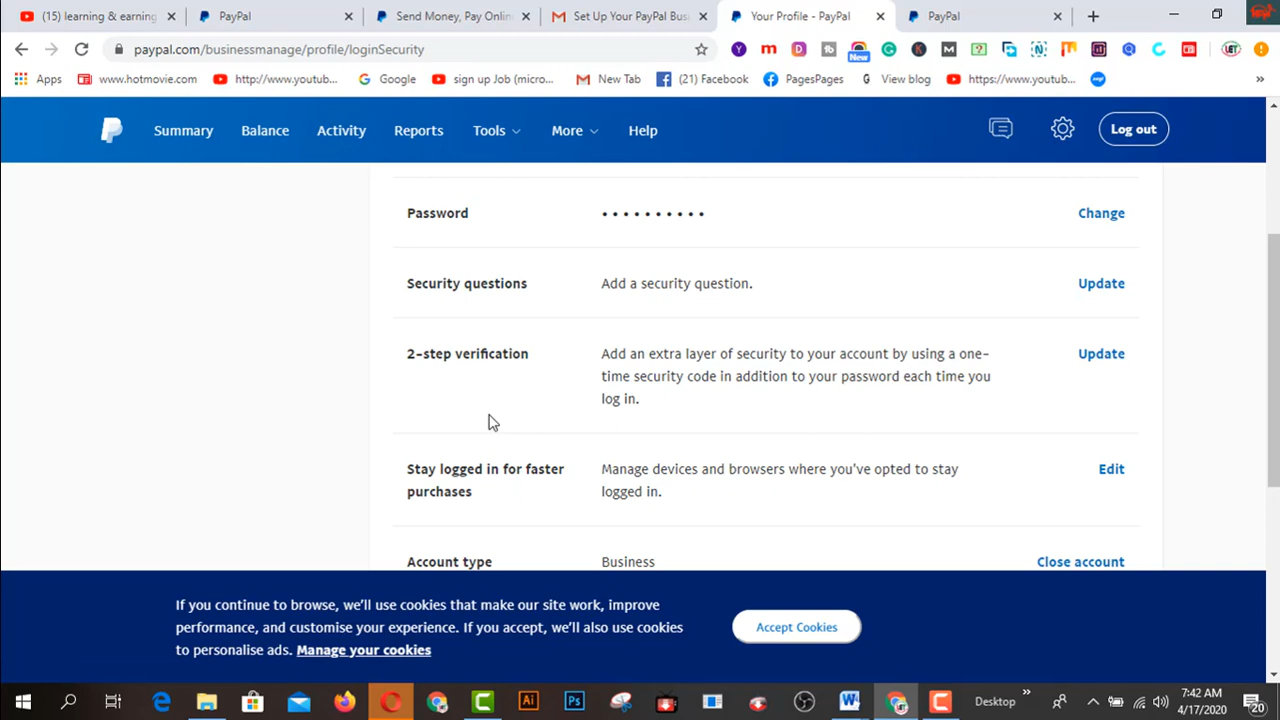 (15) learning & earning
PayPal
Send Money, Pay Onlin
Set Up Your PayPal Busi
Your Profile - PayPal
PayPal
paypal.com/businessmanage/profile/loginSecurity
New
Apps
www.hotmovie.com
http://www.youtub...
Google
sign up Job (micro...
New Tab
(21) Facebook
PagesPages
View blog
https://www.youtub...
Summary
Balance
Activity
Reports
Tools
More
Help
Log out
Password
• • • • • • • • • •
Change
Security questions
Add a security question.
Update
2-step verification
Add an extra layer of security to your account by using a one-
time security code in addition to your password each time you
log in.
Update
Stay logged in for faster
purchases
Manage devices and browsers where you've opted to stay
logged in.
Edit
Account type
Business
Close account
If you continue to browse, we'll use cookies that make our site work, improve
performance, and customise your experience. If you accept, we'll also use cookies
to personalise ads. Manage your cookies
Accept Cookies
Desktop
7:42 AM
4/17/2020
20